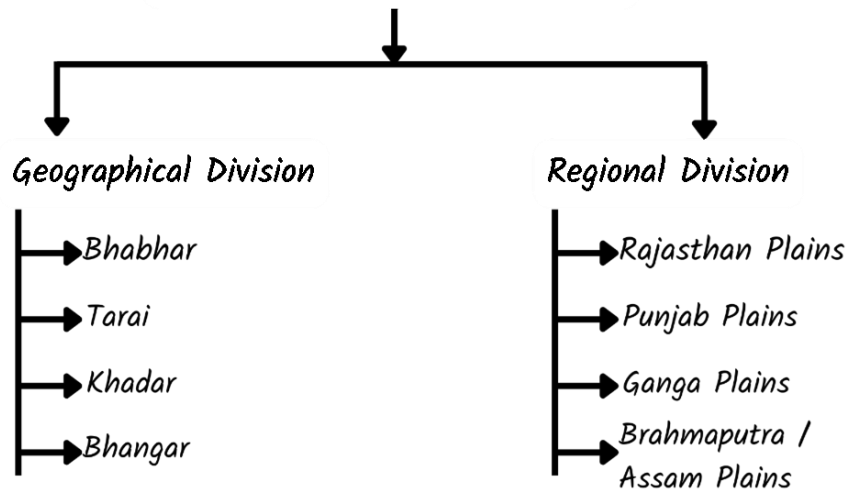 Geographical Division
Bhabhar
Tarai
Khadar
Bhangar
Regional Division
Rajasthan Plains
Punjab Plains
Ganga Plains
Brahmaputra /
Assam Plains